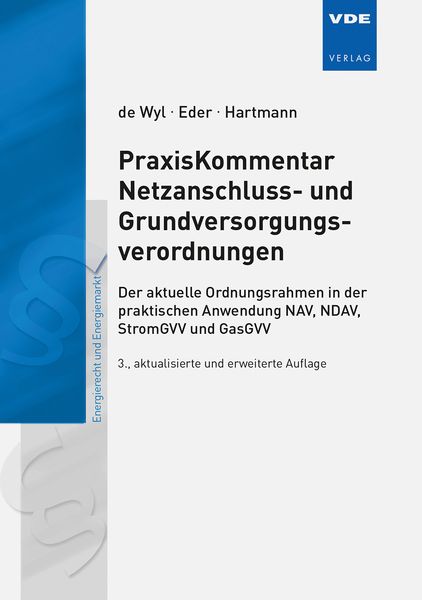 VDE
VERLAG
de Wyl · Eder · Hartmann
PraxisKommentar
Netzanschluss- und
Grundversorgungs-
verordnungen
Der aktuelle Ordnungsrahmen in der
praktischen Anwendung NAV, NDAV,
StromGVV und GasGVV
3., aktualisierte und erweiterte Auflage
Energierecht und Energiemarkt
§
§